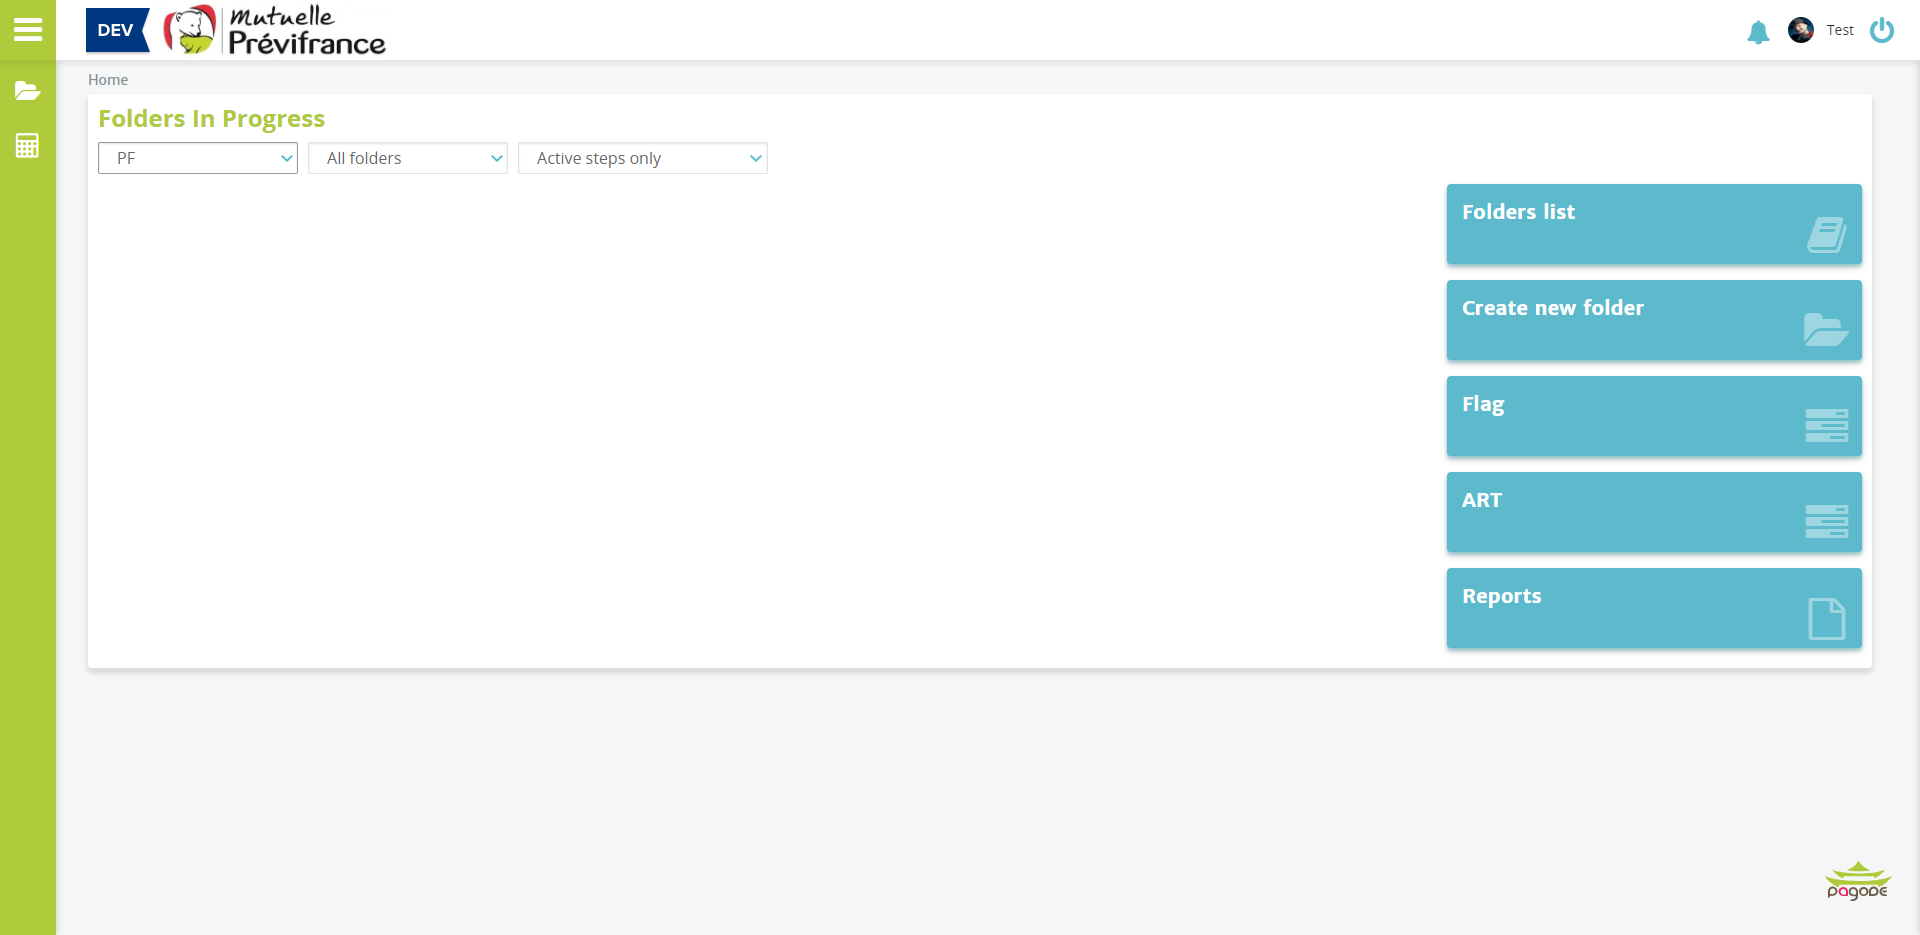 DEV
Mutuelle
Prévifrance
Test
Home
Folders In Progress
PF
All folders
Active steps only
Folders list
Create new folder
Flag
ART
Reports
pagode